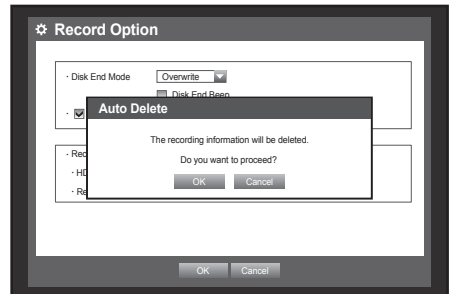 Record Option
· Disk End Mode
Overwrite
Disk End Beep
Auto Delete
The recording information will be deleted.
Do you want to proceed?
OK Cancel
· Rec
· HD
· Re
OK Cancel